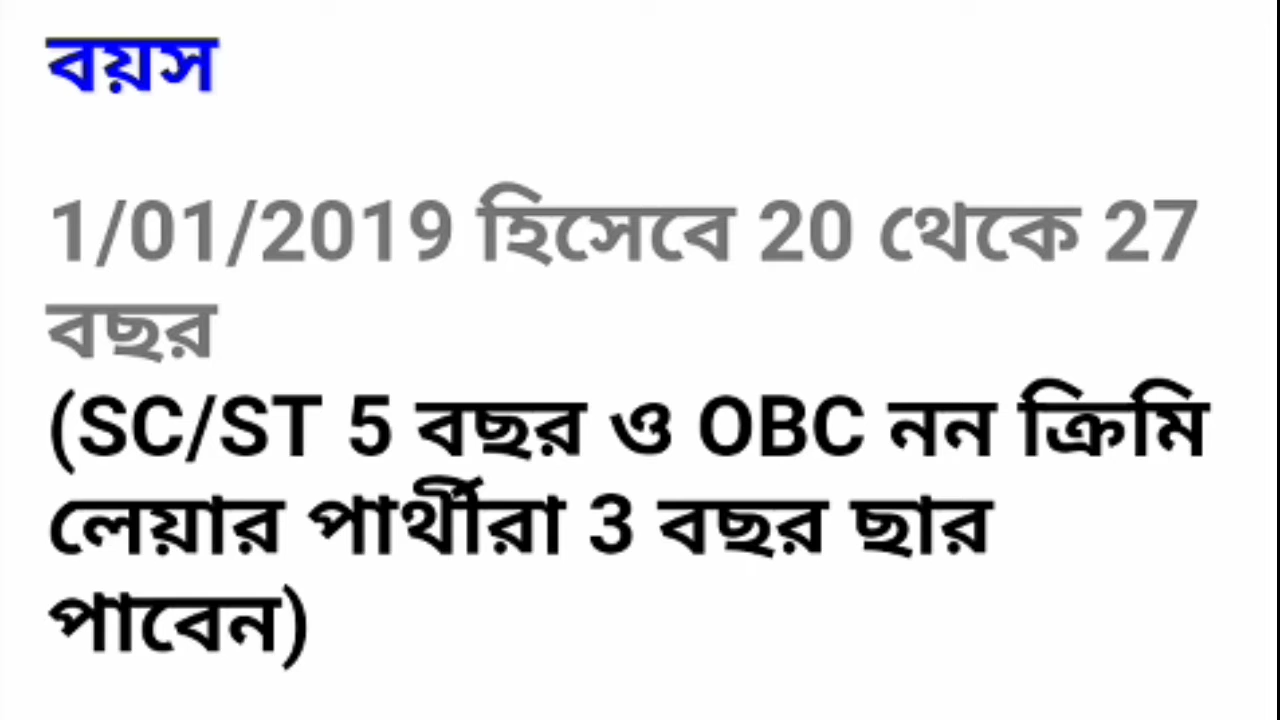 বয়স
1/01/2019 হিসেবে 20 থেকে 27
বছর
(SC/ST 5 বছর ও OBC নন ক্রিমি
লেয়ার পার্থীরা 3 বছর ছার
পাবেন)